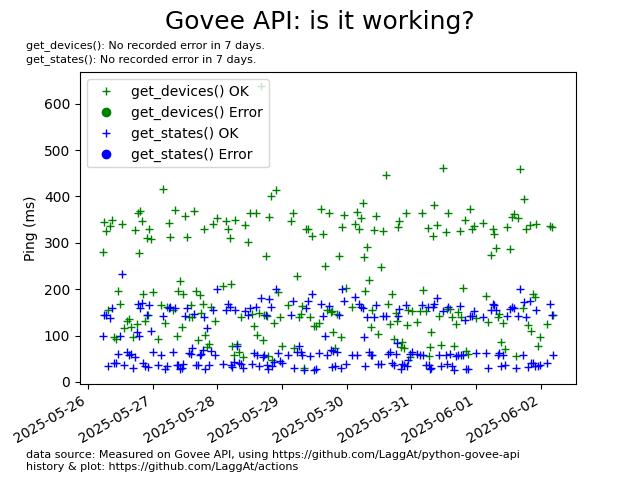 Govee API: is it working?
get_devices(): No recorded error in 7 days.
get_states(): No recorded error in 7 days.
get_devices() OK
get_devices() Error
get_states() OK
get_states() Error
Ping (ms)
600
500
400
300
200
100
0
2025-05-26
2025-05-27
2025-05-28
2025-05-29
2025-05-30
2025-05-31
2025-06-01
2025-06-02
data source: Measured on Govee API, using https://github.com/LaggAt/python-govee-api
history & plot: https://github.com/LaggAt/actions